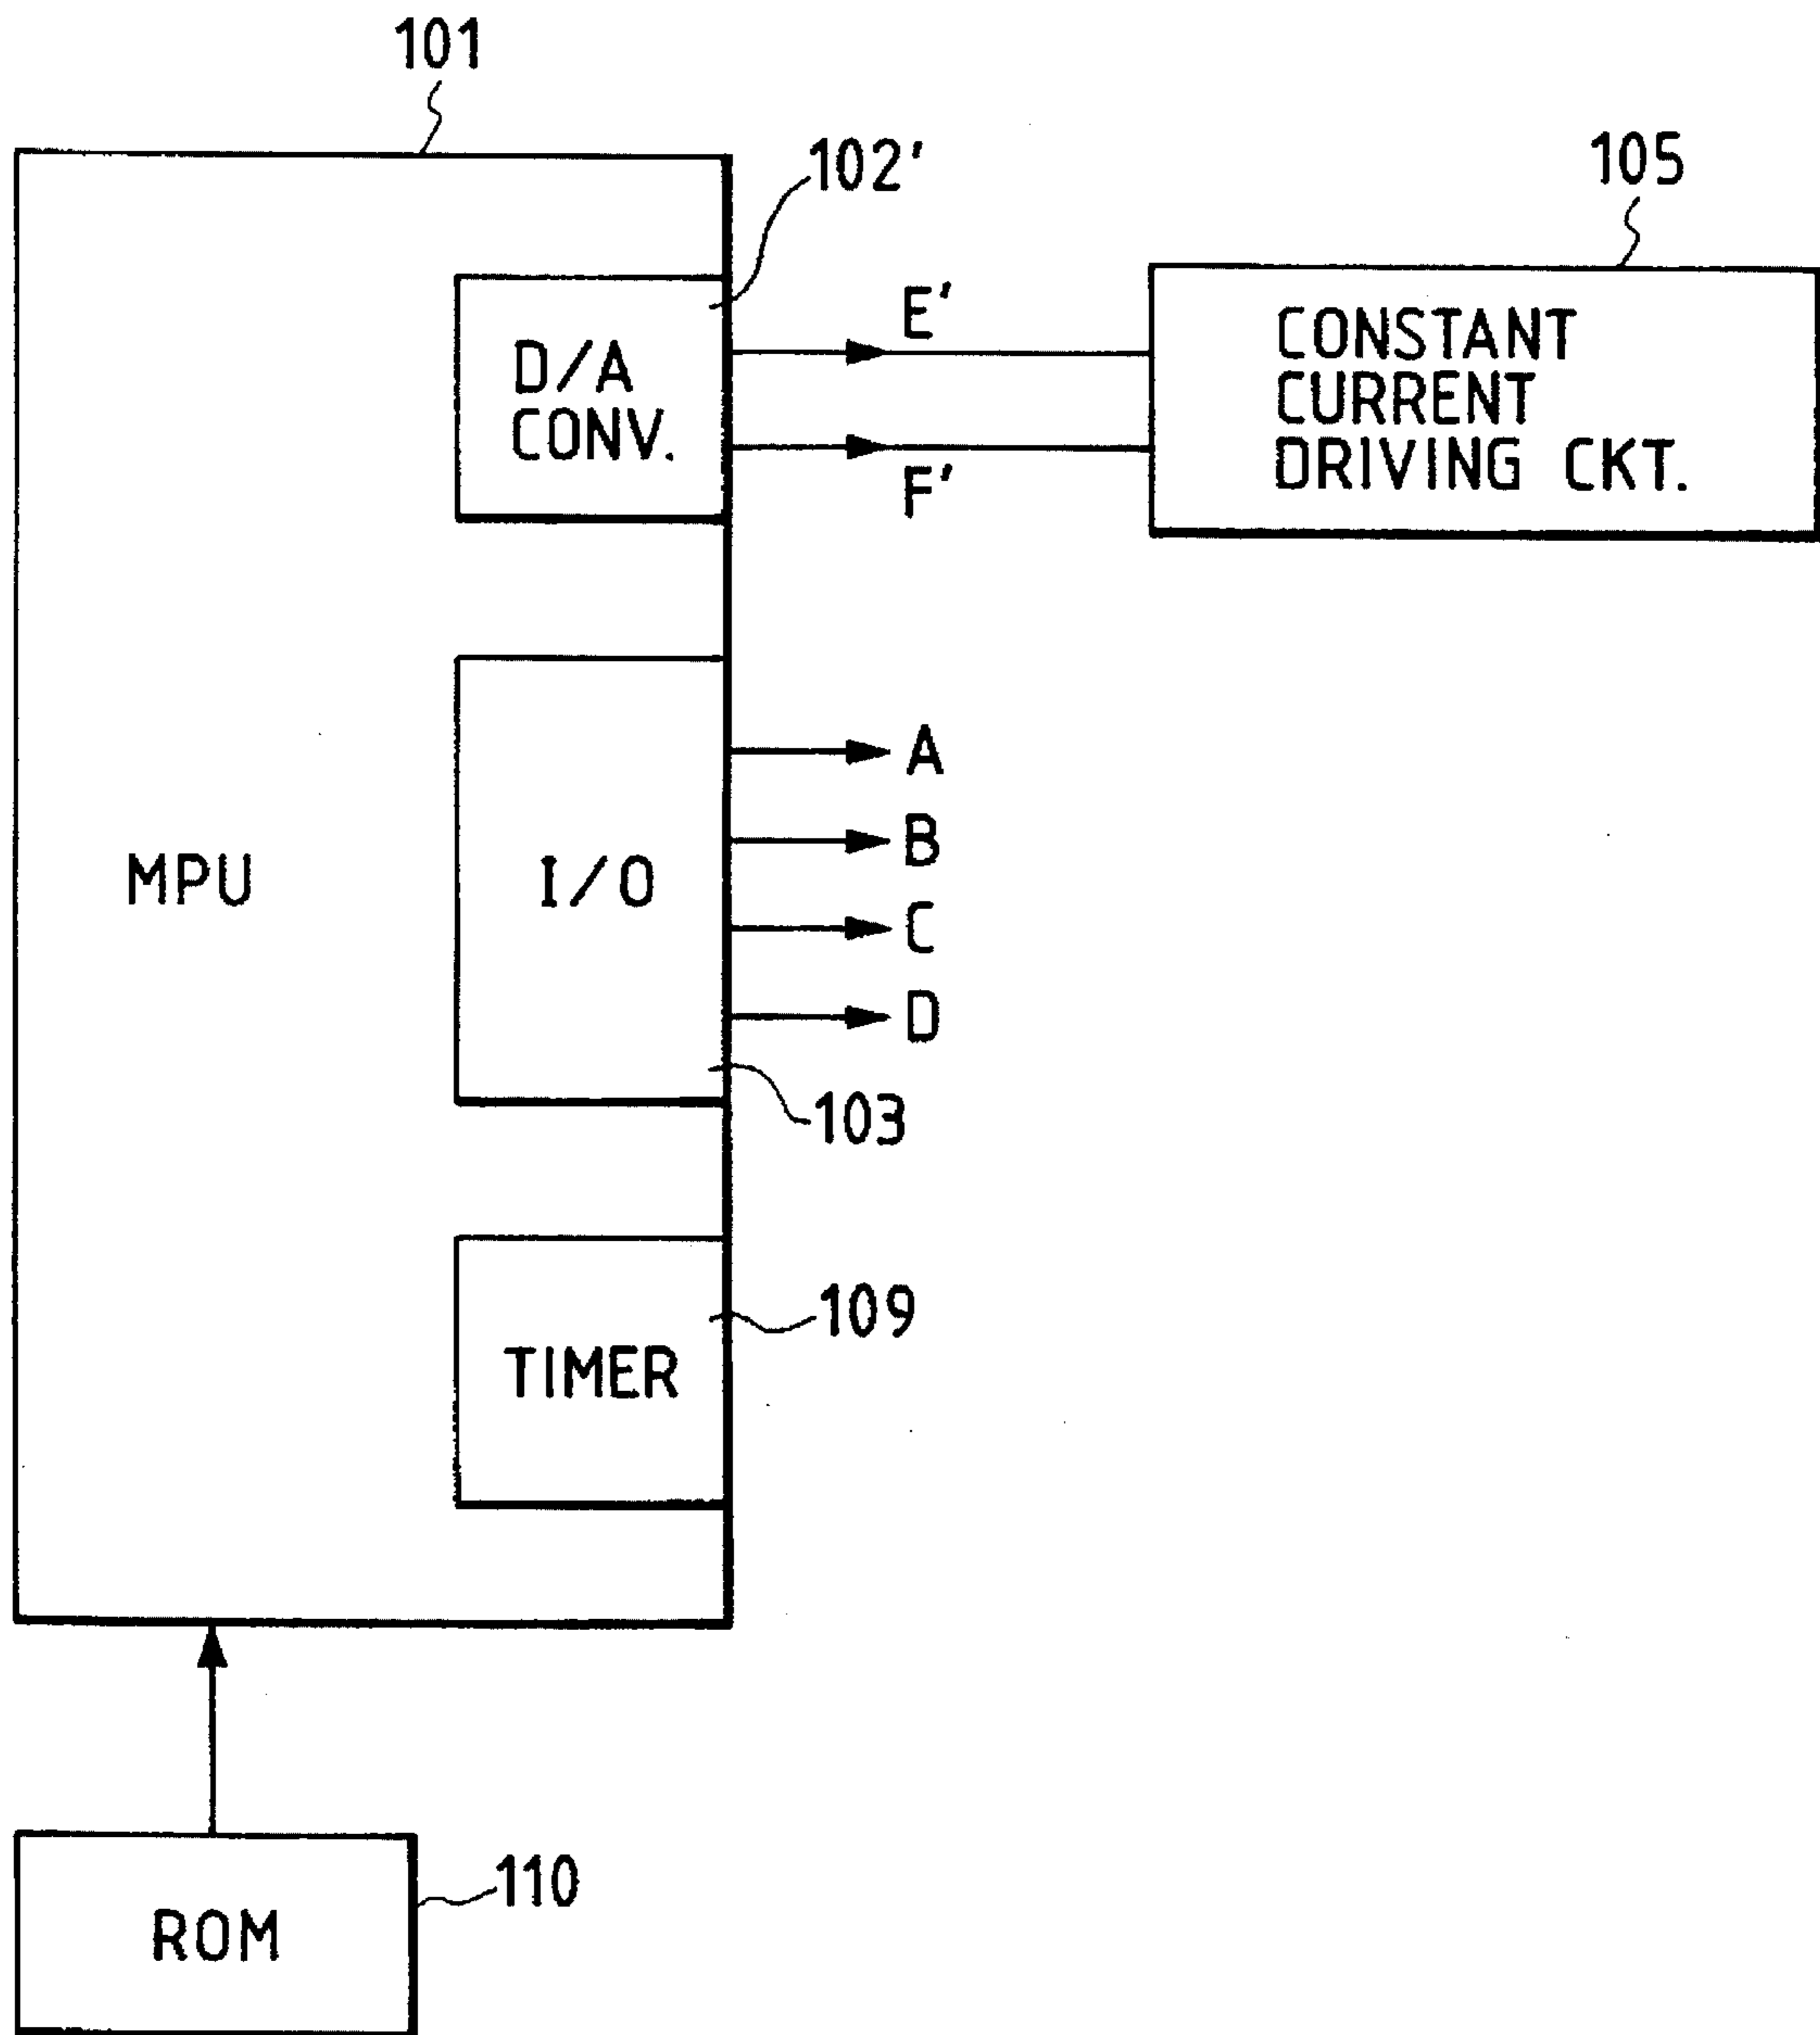 101
102'
105
D/A
CONV.
E'
F'
CONSTANT
CURRENT
DRIVING CKT.
MPU
I/O
A
B
C
D
103
109
TIMER
110
ROM